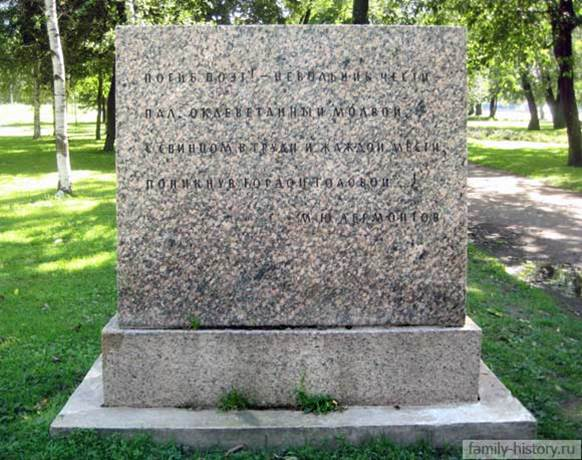 ПОГИБ ПОЭТ! – НЕВОЛЬНИК ЧЕСТИ –
ПАЛ, ОКЛЕВЕТАННЫЙ МОЛВОЙ,
С СВИНЦОМ В ГРУДИ И ЖАЖДОЙ МЕСТИ,
ПОНИКНУВ ГОРДОЙ ГОЛОВОЙ...!
М.Ю. ЛЕРМОНТОВ
family-history.ru